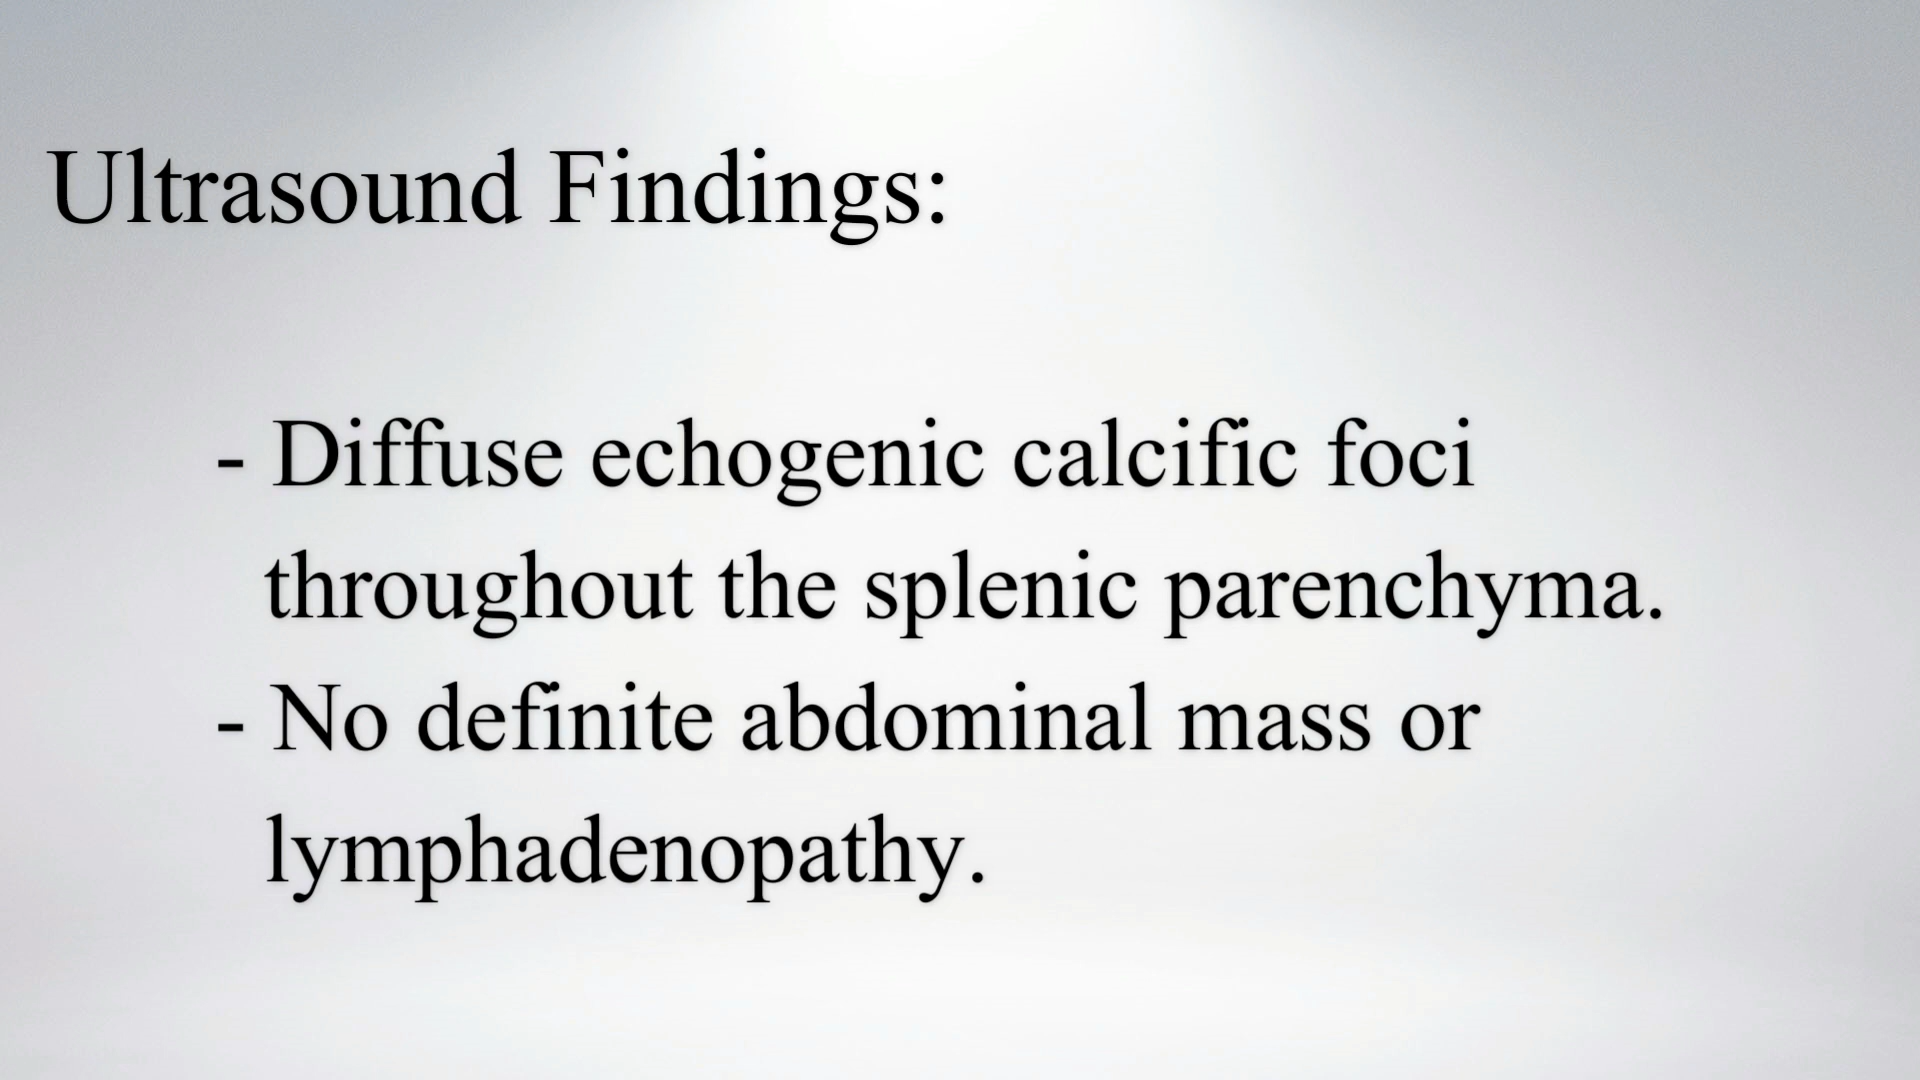 Ultrasound Findings:
- Diffuse echogenic calcific foci
throughout the splenic parenchyma.
- No definite abdominal mass or
lymphadenopathy.